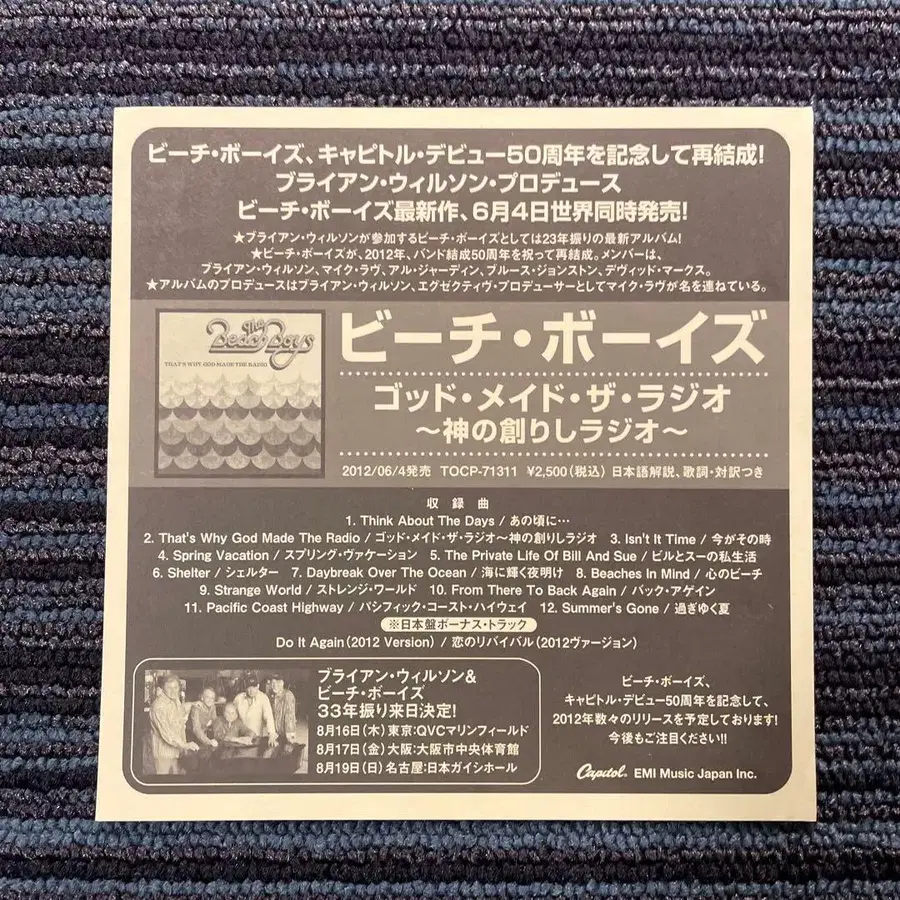 ビーチ・ボーイズ、キャピトル・デビュー50周年を記念して再結成!
ブライアン・ウィルソン・プロデュース
ビーチ・ボーイズ最新作、6月4日世界同時発売!
★ブライアン・ウィルソンが参加するビーチ・ボーイズとしては23年振りの最新アルバム!
★ビーチ・ボーイズが、2012年、バンド結成50周年を祝って再結成。メンバーは、
ブライアン・ウィルソン、マイク・ラヴ、アル・ジャーディン、ブルース・ジョンストン、デヴィッド・マークス。
★アルバムのプロデュースはブライアン・ウィルソン、エグゼクティヴ・プロデューサーとしてマイク・ラヴが名を連ねている。
The Beach Boys
THAT'S WHY GOD MADE THE RADIO
ビーチ・ボーイズ
ゴッド・メイド・ザ・ラジオ
〜神の創りしラジオ〜
2012/06/4発売 TOCP-71311 ¥2,500(税込) 日本語解説、歌詞・対訳つき
収録曲
1. Think About The Days / あの頃に…
2. That's Why God Made The Radio / ゴッド・メイド・ザ・ラジオ〜神の創りしラジオ 3. Isn't It Time / 今がその時
4. Spring Vacation / スプリング・ヴァケーション 5. The Private Life Of Bill And Sue / ビルとスーの私生活
6. Shelter / シェルター 7. Daybreak Over The Ocean / 海に輝く夜明け 8. Beaches In Mind / 心のビーチ
9. Strange World / ストレンジ・ワールド 10. From There To Back Again / バック・アゲイン
11. Pacific Coast Highway / パシフィック・コースト・ハイウェイ 12. Summer's Gone / 過ぎゆく夏
※日本盤ボーナス・トラック
Do It Again(2012 Version) / 恋のリバイバル(2012ヴァージョン)
ブライアン・ウィルソン&
ビーチ・ボーイズ
33年振り来日決定!
8月16日(木) 東京:QVCマリンフィールド
8月17日(金) 大阪:大阪市中央体育館
8月19日(日) 名古屋:日本ガイシホール
ビーチ・ボーイズ、
キャピトル・デビュー50周年を記念して、
2012年数々のリリースを予定しております!
今後もご注目ください!!
Capitol. EMI Music Japan Inc.